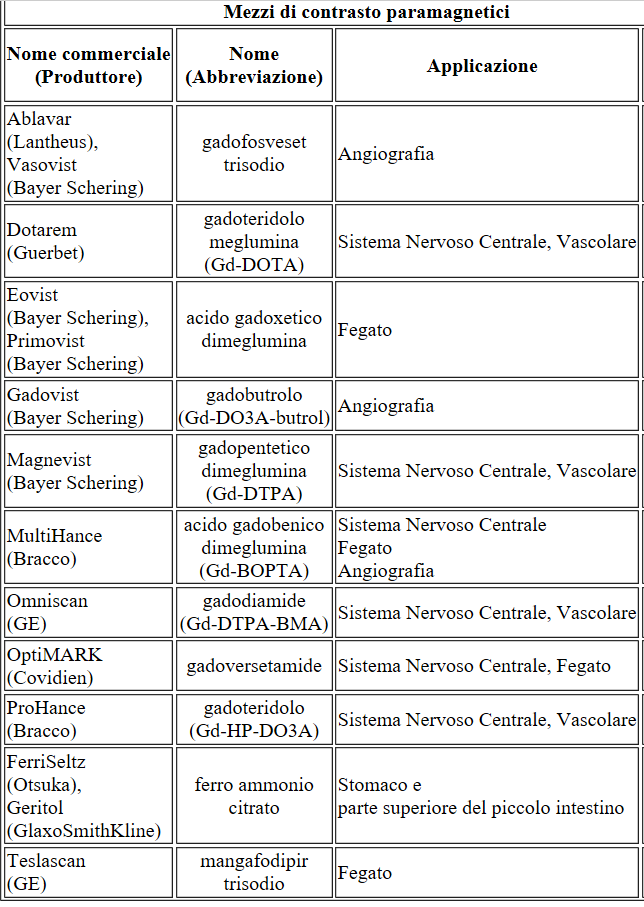 Mezzi di contrasto paramagnetici
Nome commerciale
(Produttore)
Nome
(Abbreviazione)
Applicazione
Ablavar
(Lantheus),
Vasovist
(Bayer Schering)
gadofosveset
trisodio
Angiografia
Dotarem
(Guerbet)
gadoteridolo
meglumina
(Gd-DOTA)
Sistema Nervoso Centrale, Vascolare
Eovist
(Bayer Schering),
Primovist
(Bayer Schering)
acido gadoxetico
dimeglumina
Fegato
Gadovist
(Bayer Schering)
gadobutrolo
(Gd-DO3A-butrol)
Angiografia
Magnevist
(Bayer Schering)
gadopentetico
dimeglumina
(Gd-DTPA)
Sistema Nervoso Centrale, Vascolare
MultiHance
(Bracco)
acido gadobenico
dimeglumina
(Gd-BOPTA)
Sistema Nervoso Centrale
Fegato
Angiografia
Omniscan
(GE)
gadodiamide
(Gd-DTPA-BMA)
Sistema Nervoso Centrale, Vascolare
OptiMARK
(Covidien)
gadoversetamide
Sistema Nervoso Centrale, Fegato
ProHance
(Bracco)
gadoteridolo
(Gd-HP-DO3A)
Sistema Nervoso Centrale, Vascolare
FerriSeltz
(Otsuka),
Geritol
(GlaxoSmithKline)
ferro ammonio
citrato
Stomaco e
parte superiore del piccolo intestino
Teslascan
(GE)
mangafodipir
trisodio
Fegato